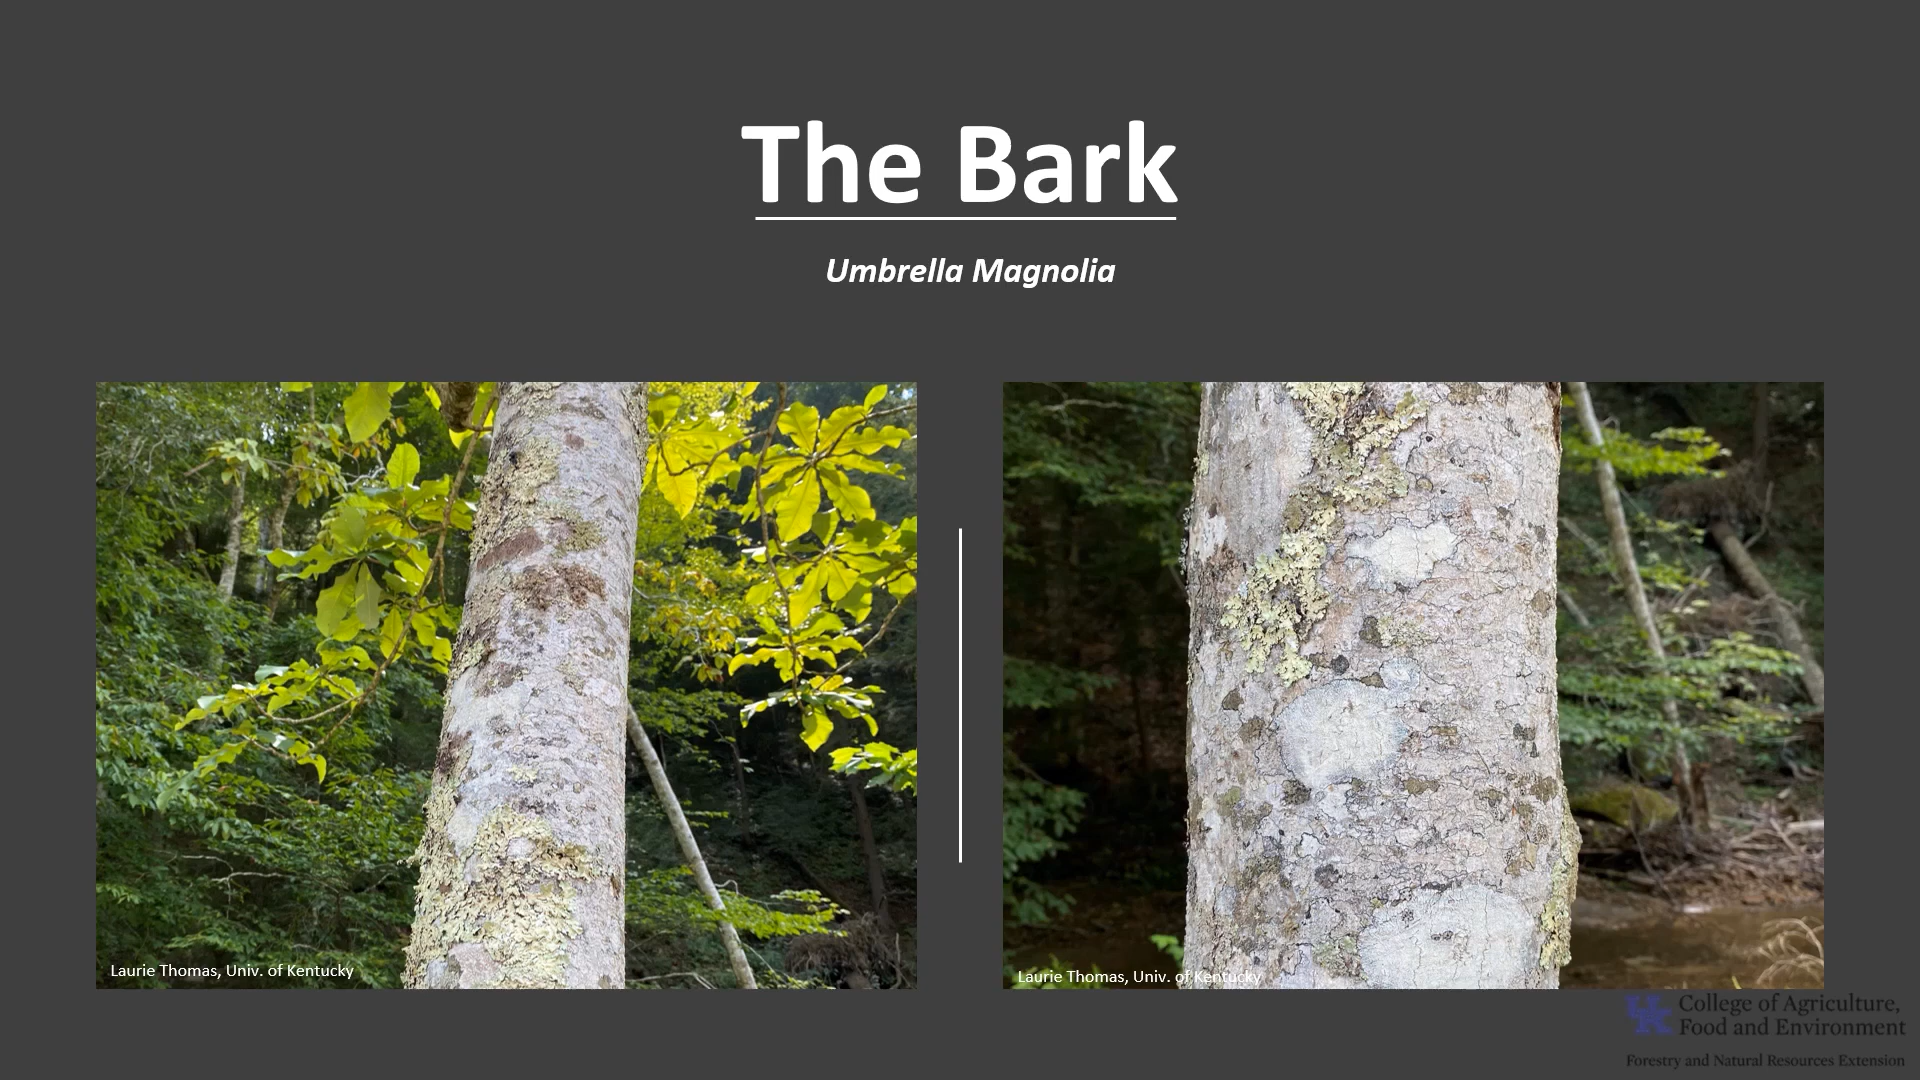 The Bark
Umbrella Magnolia
Laurie Thomas, Univ. of Kentucky
Laurie Thomas, Univ. of Kentucky
UK
College of Agriculture,
Food and Environment
Forestry and Natural Resources Extension